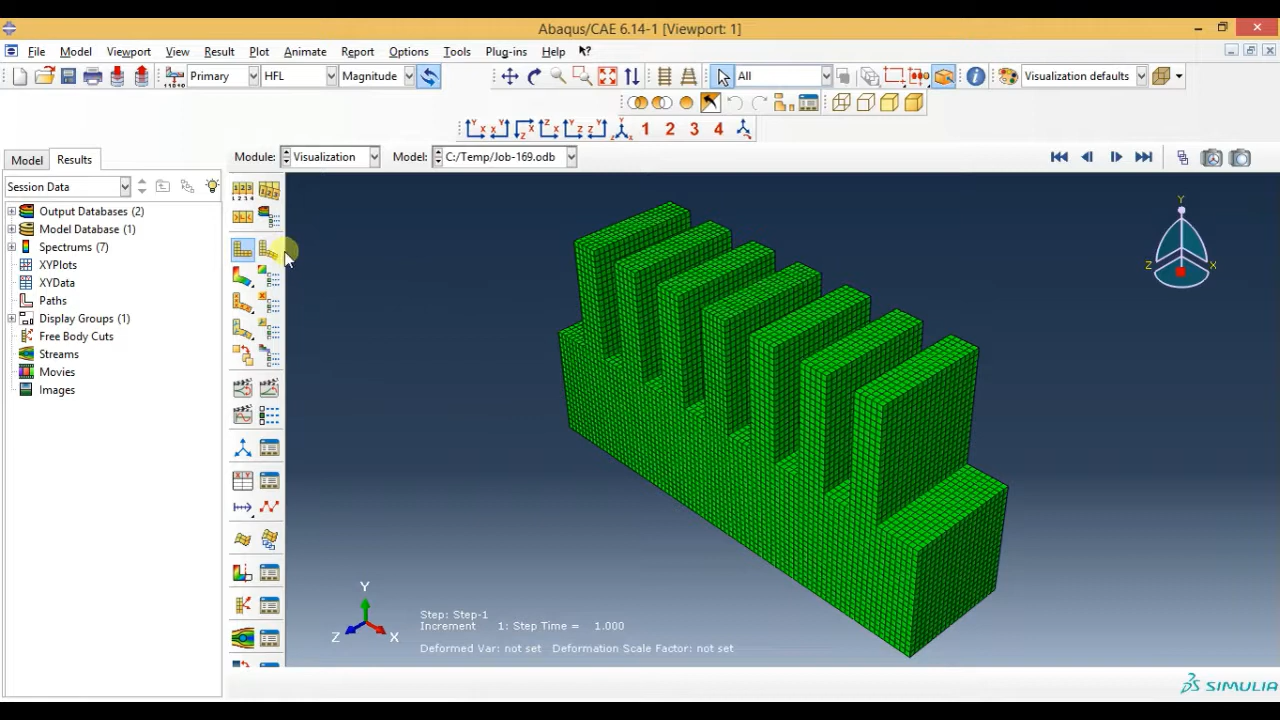 Abaqus/CAE 6.14-1 [Viewport: 1]
File Model Viewport View Result Plot Animate Report Options Tools Plug-ins Help
Primary HFL Magnitude All Visualization defaults
1 2 3 4
Model Results Module: Visualization Model: C:/Temp/Job-169.odb
Session Data
Output Databases (2)
Model Database (1)
Spectrums (7)
XYPlots
XYData
Paths
Display Groups (1)
Free Body Cuts
Streams
Movies
Images
Y
Z X
Y
Z X
Step: Step-1
Increment 1: Step Time = 1.000
Deformed Var: not set Deformation Scale Factor: not set
SIMULIA